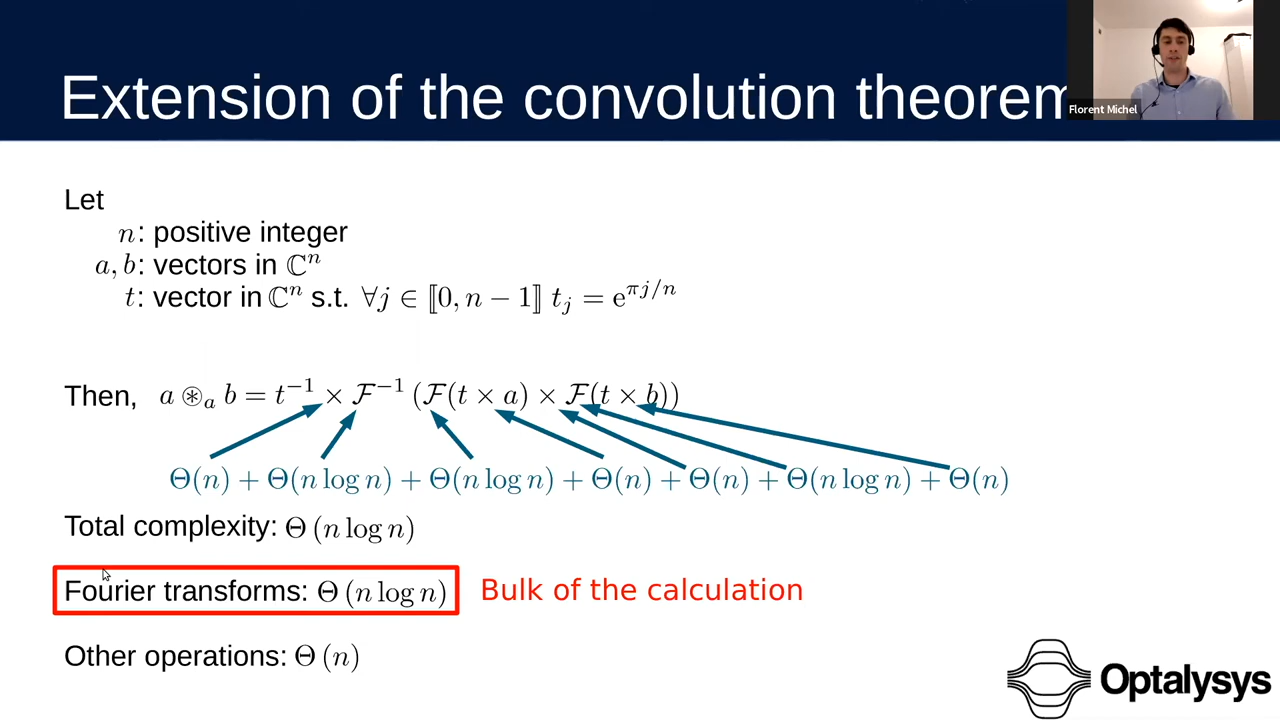 Extension of the convolution theorem
Florent Michel
Let
n: positive integer
a, b: vectors in ℂⁿ
t: vector in ℂⁿ s.t. ∀j ∈ ⟦0, n − 1⟧ t_j = e^{πj/n}
Then, a ⊛_a b = t⁻¹ × ℱ⁻¹ (ℱ(t × a) × ℱ(t × b))
Θ(n) + Θ(n log n) + Θ(n log n) + Θ(n) + Θ(n) + Θ(n log n) + Θ(n)
Total complexity: Θ (n log n)
Fourier transforms: Θ (n log n) Bulk of the calculation
Other operations: Θ (n)
Optalysys